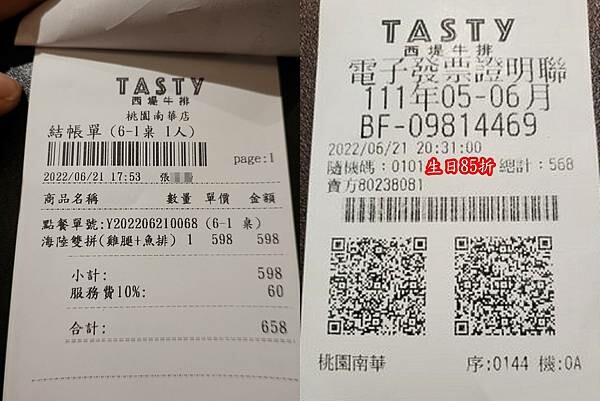 TASTY
西堤牛排
桃園南華店
結帳單 (6-1桌 1人)
page:1
2022/06/21 17:53 張
商品名稱 數量 單價 金額
點餐單號:Y202206210068 (6-1 桌)
海陸雙拼(雞腿+魚排) 1 598 598
小計: 598
服務費10%: 60
合計: 658
TASTY
西堤牛排
電子發票證明聯
111年05-06月
BF-09814469
2022/06/21 20:31:00
隨機碼:0101 生日85折 總計:568
賣方80238081
桃園南華 序:0144 機:0A